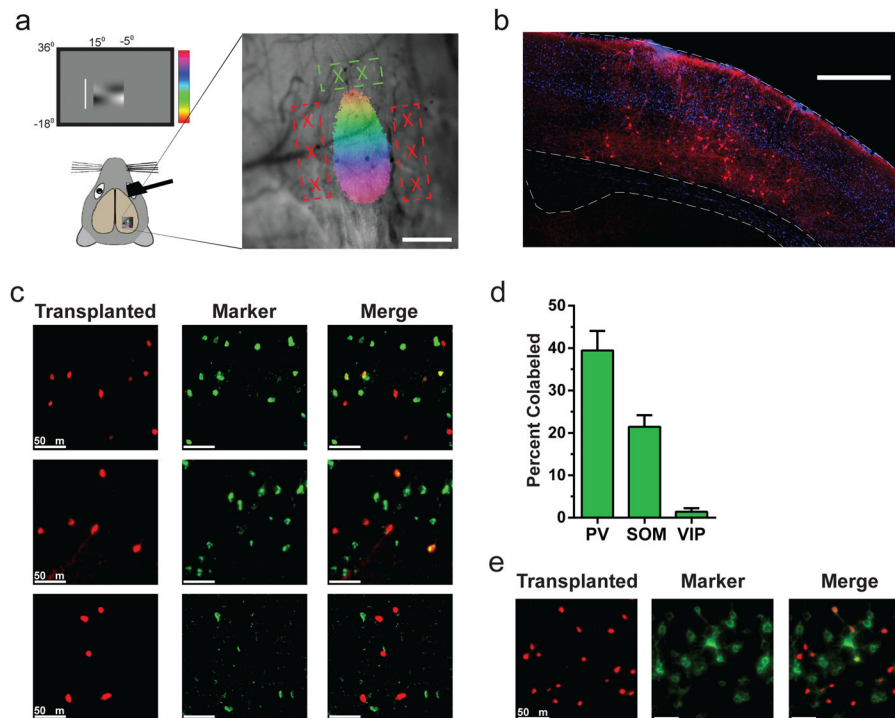 a
15° -5°
36°
-18°
X X
X X
X X
X X
b
c
Transplanted Marker Merge
50 m
50 m
50 m
d
Percent Colabeled
50
40
30
20
10
0
PV SOM VIP
e
Transplanted Marker Merge
50 m